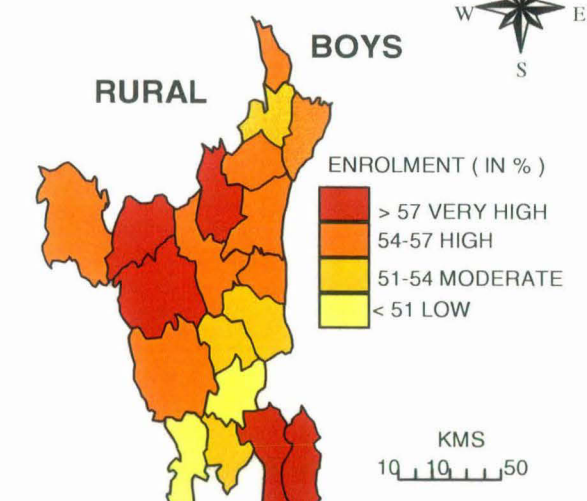 W E
S
BOYS
RURAL
ENROLMENT ( IN % )
> 57 VERY HIGH
54-57 HIGH
51-54 MODERATE
< 51 LOW
KMS
10 10 50